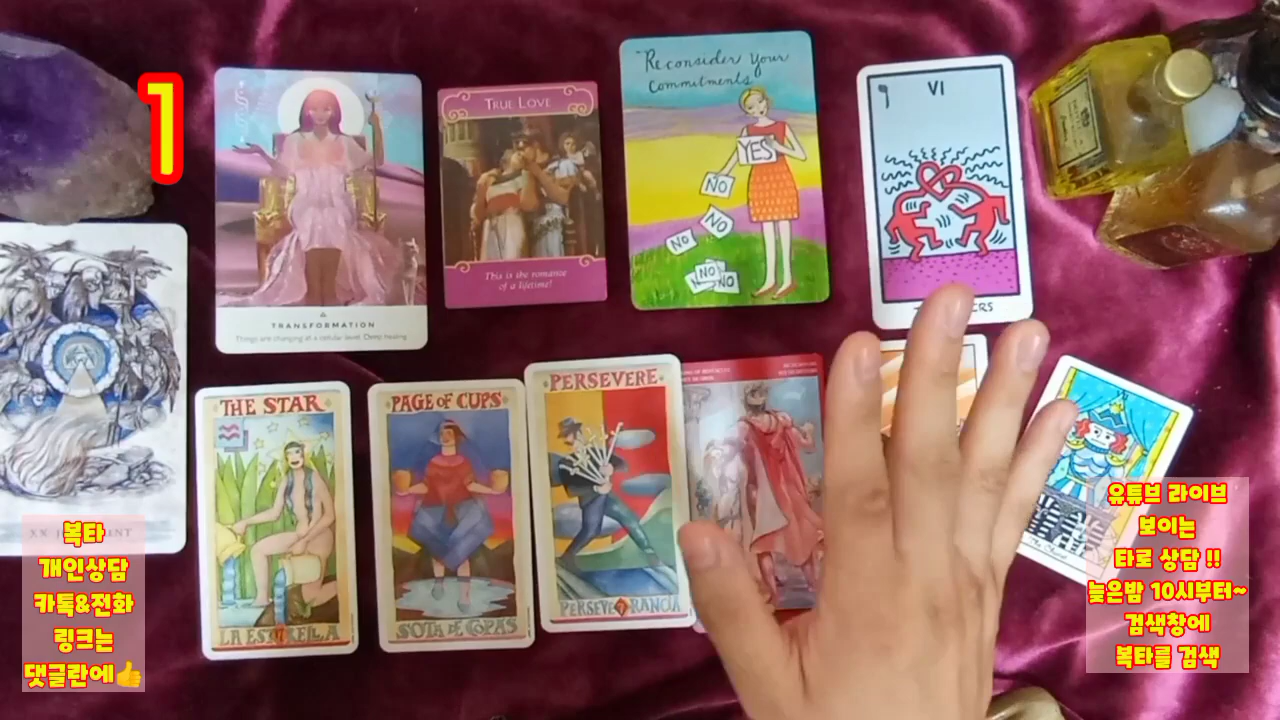 1
TRANSFORMATION
Things are changing at a cellular level. Deep healing.
TRUE LOVE
This is the romance
of a lifetime!
Reconsider Your
Commitments
YES
NO
NO
NO
NO
NO
VI
THE STAR
LA ESTRELLA
PAGE OF CUPS
SOTA DE COPAS
PERSEVERE
PERSEVERANCIA
XX
복타
개인상담
카톡&전화
링크는
댓글란에👍
유튜브 라이브
보이는
타로 상담 !!
늦은밤 10시부터~
검색창에
복타를 검색